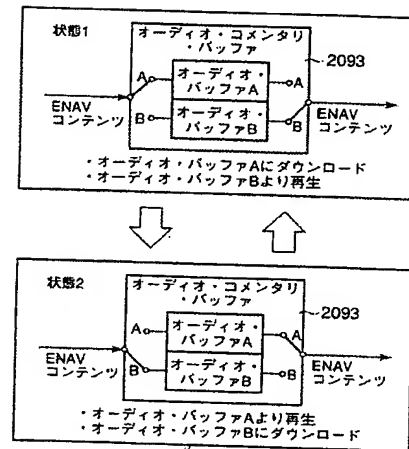 状態1
オーディオ・コメンタリ
・バッファ
2093
A
オーディオ・
バッファA
A
B
オーディオ・
バッファB
B
ENAV
コンテンツ
ENAV
コンテンツ
・オーディオ・バッファAにダウンロード
・オーディオ・バッファBより再生
状態2
オーディオ・コメンタリ
・バッファ
2093
A
オーディオ・
バッファA
A
B
オーディオ・
バッファB
B
ENAV
コンテンツ
ENAV
コンテンツ
・オーディオ・バッファAより再生
・オーディオ・バッファBにダウンロード